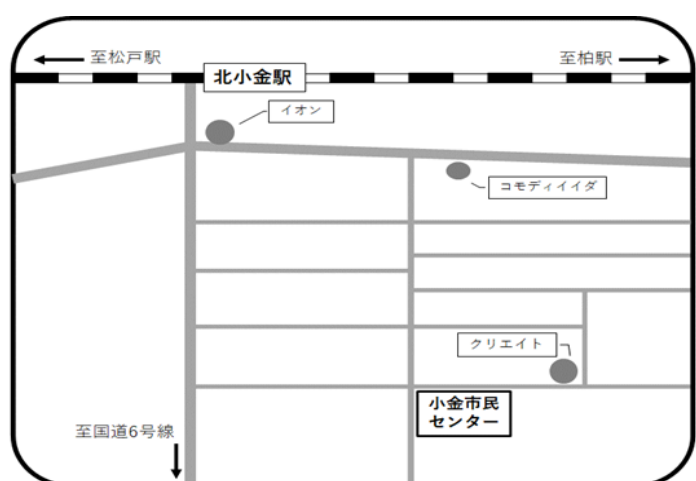 至松戸駅
至柏駅
北小金駅
イオン
コモディイイダ
クリエイト
小金市民
センター
至国道6号線